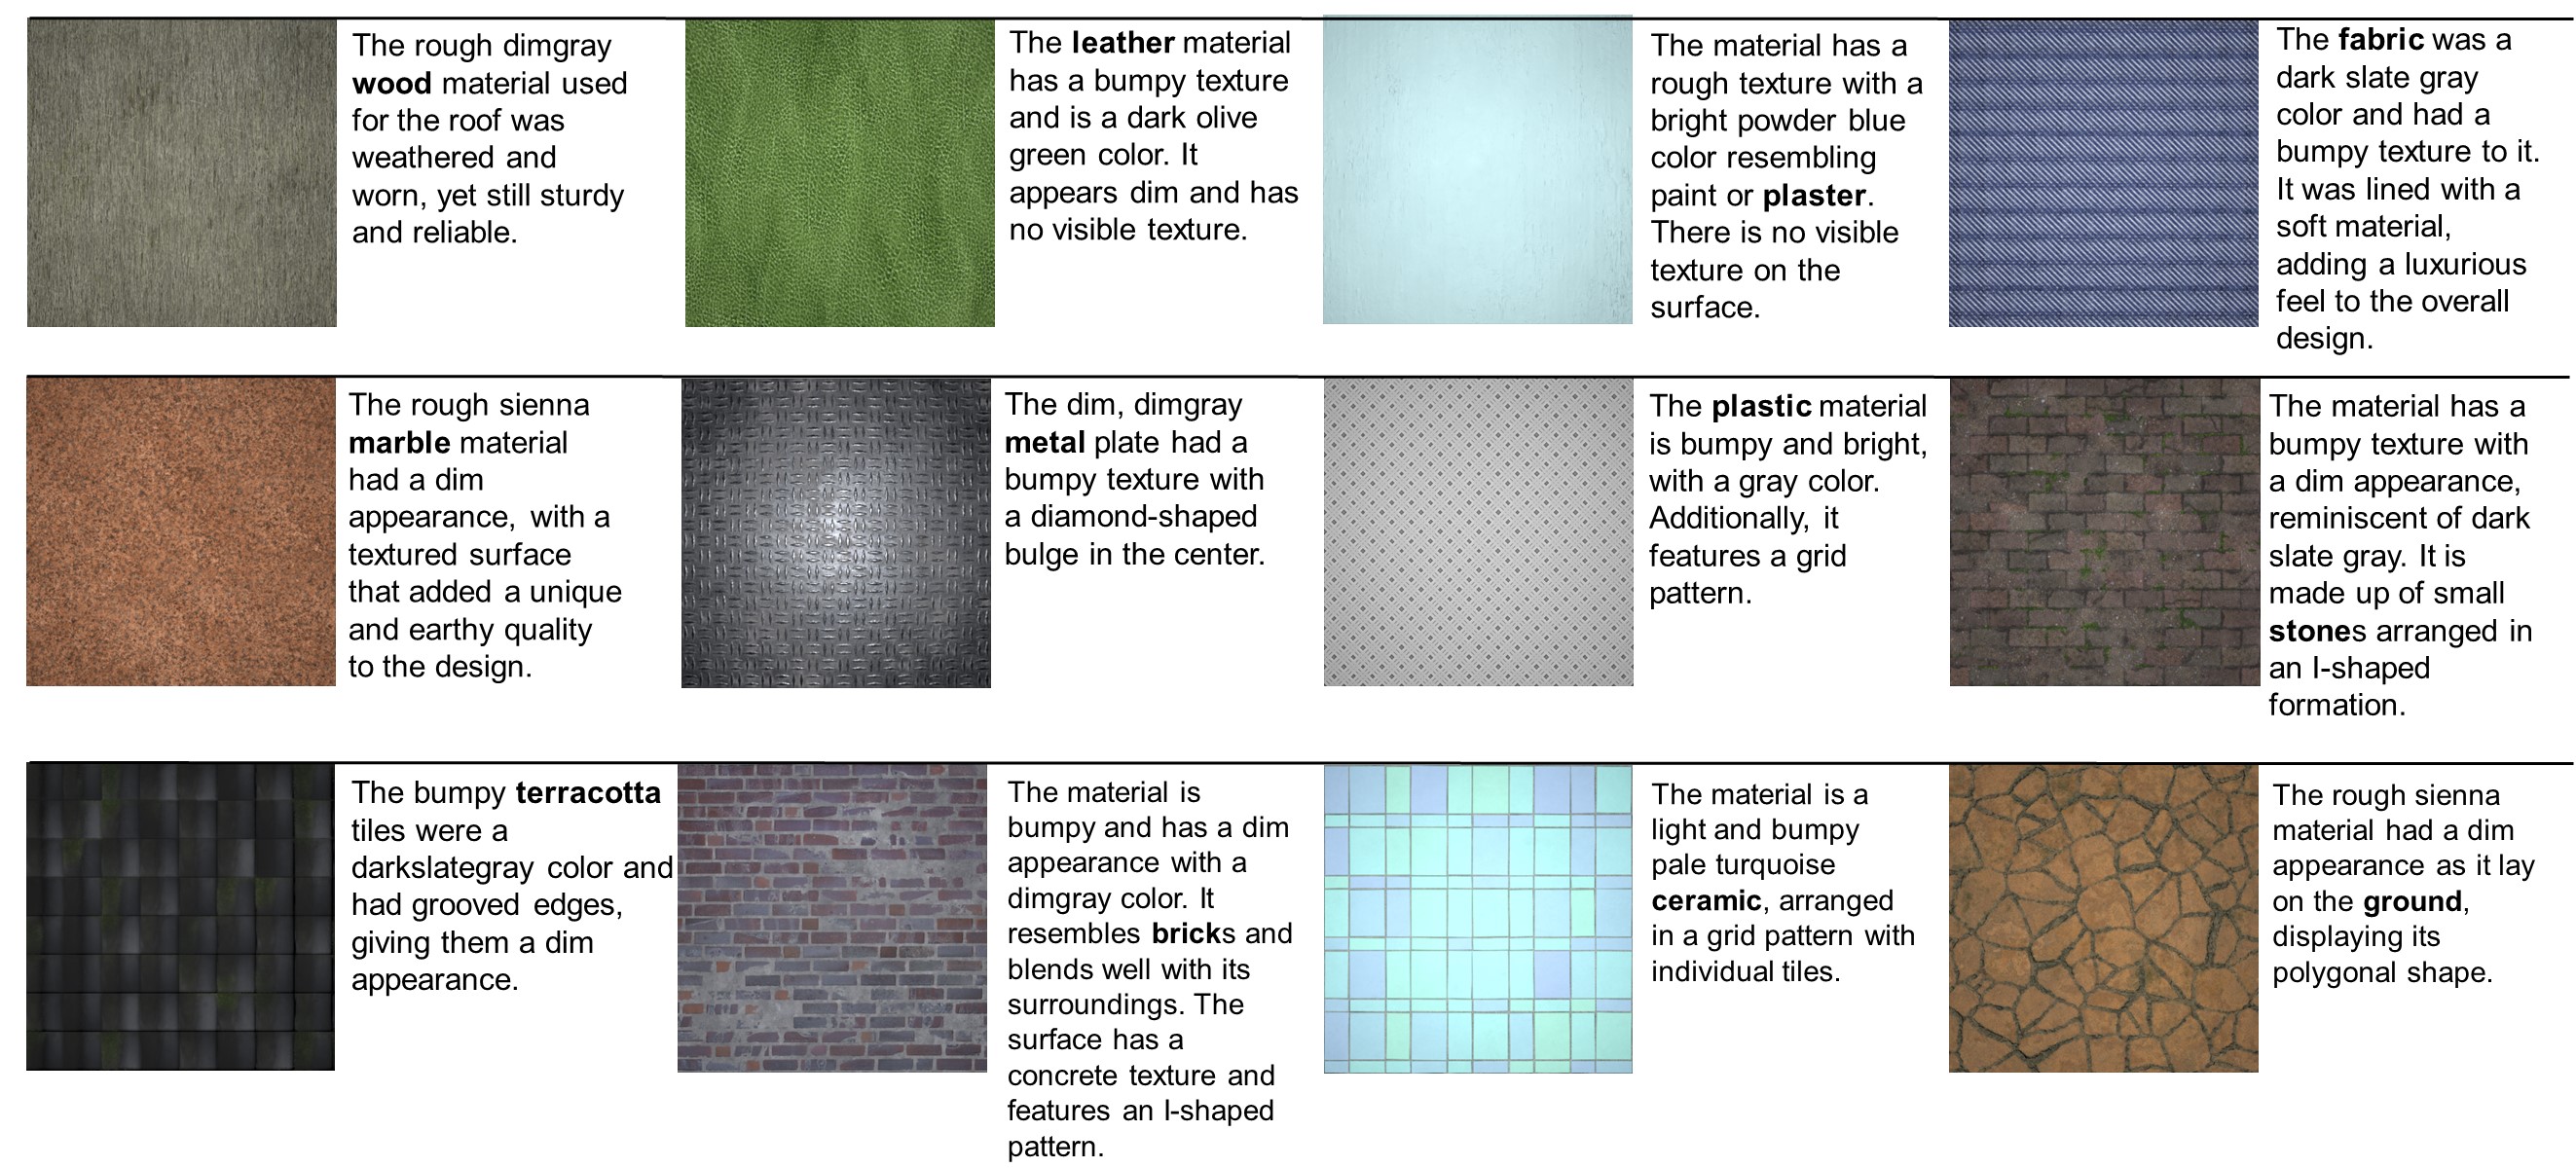 The rough dimgray
wood material used
for the roof was
weathered and
worn, yet still sturdy
and reliable.
The leather material
has a bumpy texture
and is a dark olive
green color. It
appears dim and has
no visible texture.
The material has a
rough texture with a
bright powder blue
color resembling
paint or plaster.
There is no visible
texture on the
surface.
The fabric was a
dark slate gray
color and had a
bumpy texture to it.
It was lined with a
soft material,
adding a luxurious
feel to the overall
design.
The rough sienna
marble material
had a dim
appearance, with a
textured surface
that added a unique
and earthy quality
to the design.
The dim, dimgray
metal plate had a
bumpy texture with
a diamond-shaped
bulge in the center.
The plastic material
is bumpy and bright,
with a gray color.
Additionally, it
features a grid
pattern.
The material has a
bumpy texture with
a dim appearance,
reminiscent of dark
slate gray. It is
made up of small
stones arranged in
an I-shaped
formation.
The bumpy terracotta
tiles were a
darkslategray color and
had grooved edges,
giving them a dim
appearance.
The material is
bumpy and has a dim
appearance with a
dimgray color. It
resembles bricks and
blends well with its
surroundings. The
surface has a
concrete texture and
features an I-shaped
pattern.
The material is a
light and bumpy
pale turquoise
ceramic, arranged
in a grid pattern with
individual tiles.
The rough sienna
material had a dim
appearance as it lay
on the ground,
displaying its
polygonal shape.